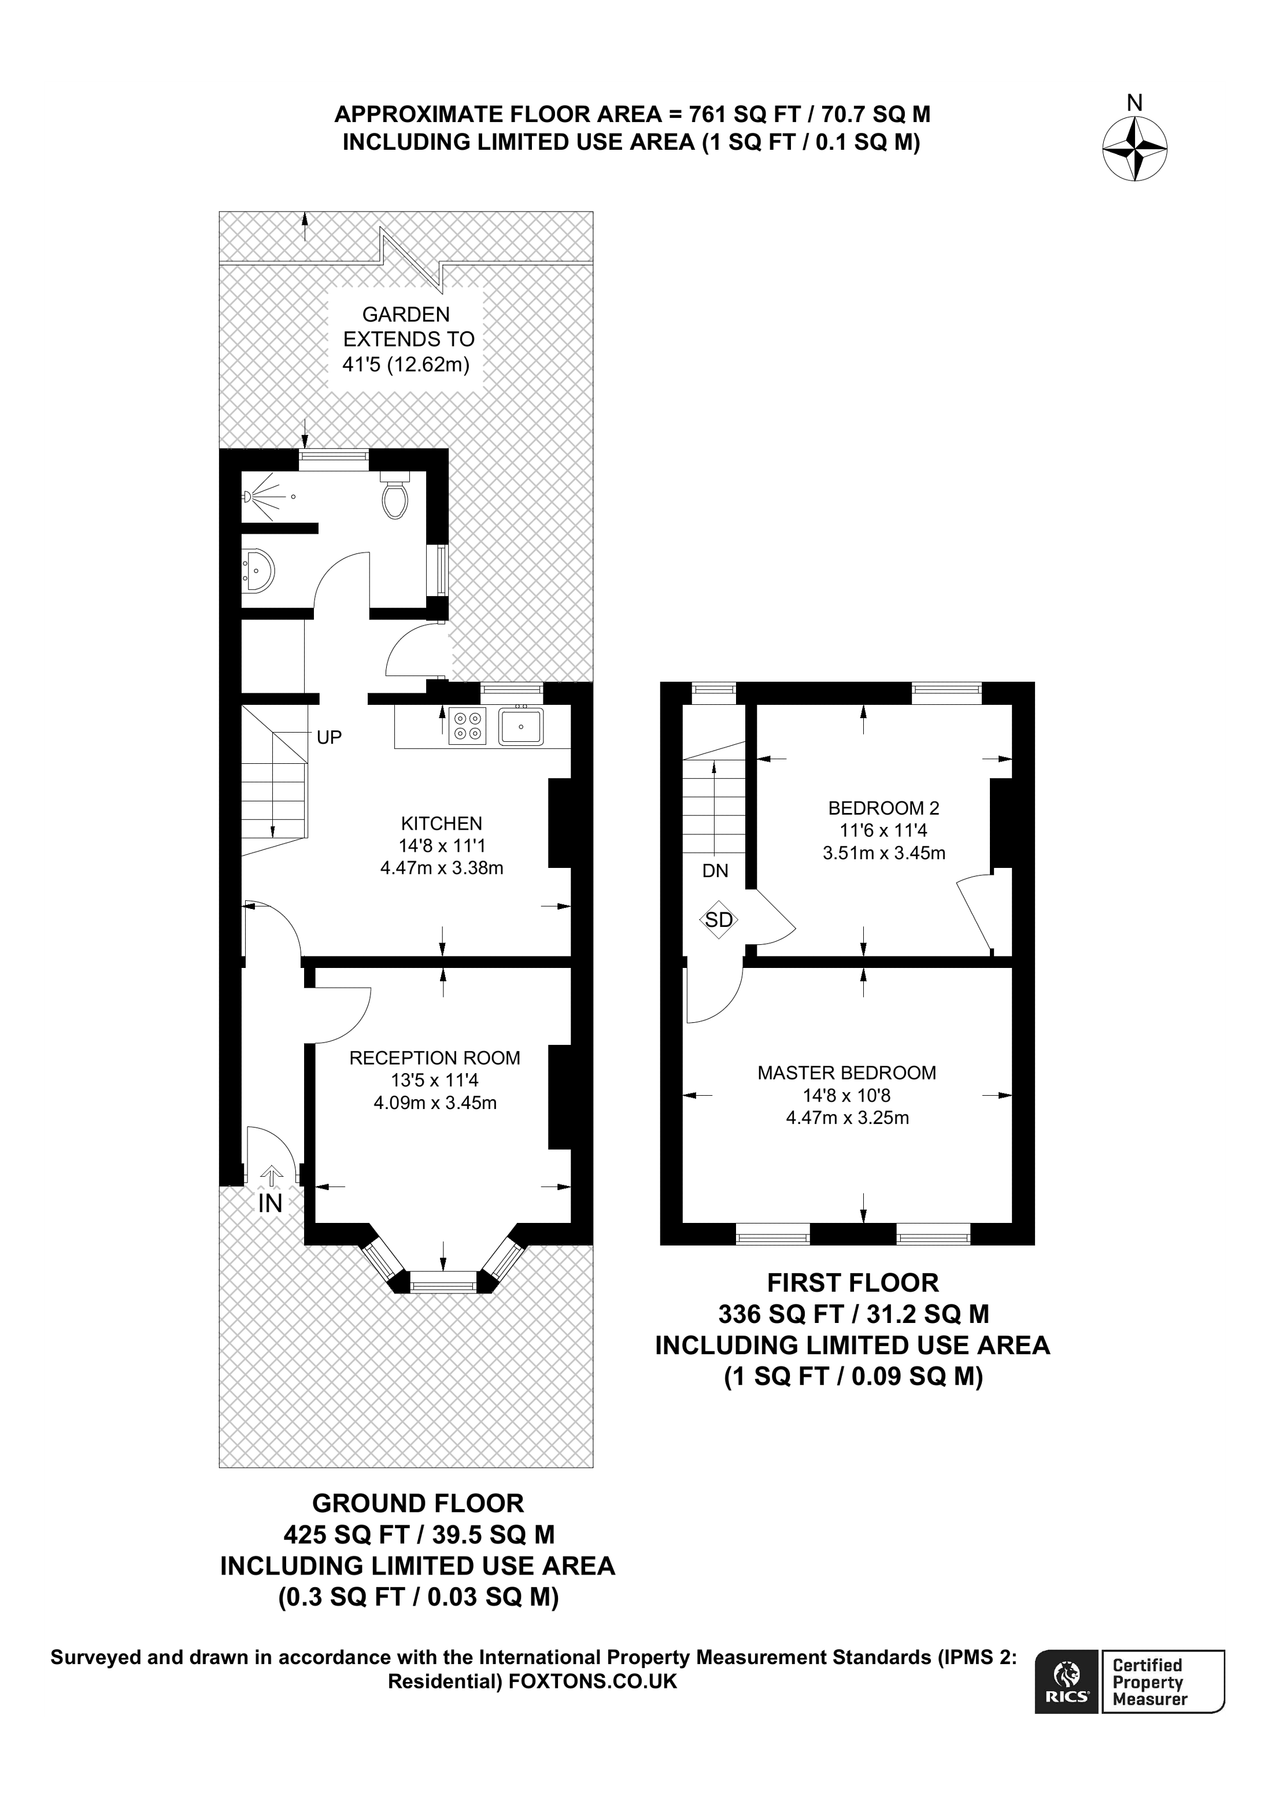 APPROXIMATE FLOOR AREA = 761 SQ FT / 70.7 SQ M
INCLUDING LIMITED USE AREA (1 SQ FT / 0.1 SQ M)
N
GARDEN
EXTENDS TO
41'5 (12.62m)
UP
KITCHEN
14'8 x 11'1
4.47m x 3.38m
RECEPTION ROOM
13'5 x 11'4
4.09m x 3.45m
IN
BEDROOM 2
11'6 x 11'4
3.51m x 3.45m
DN
SD
MASTER BEDROOM
14'8 x 10'8
4.47m x 3.25m
FIRST FLOOR
336 SQ FT / 31.2 SQ M
INCLUDING LIMITED USE AREA
(1 SQ FT / 0.09 SQ M)
GROUND FLOOR
425 SQ FT / 39.5 SQ M
INCLUDING LIMITED USE AREA
(0.3 SQ FT / 0.03 SQ M)
Surveyed and drawn in accordance with the International Property Measurement Standards (IPMS 2:
Residential) FOXTONS.CO.UK
RICS
Certified
Property
Measurer